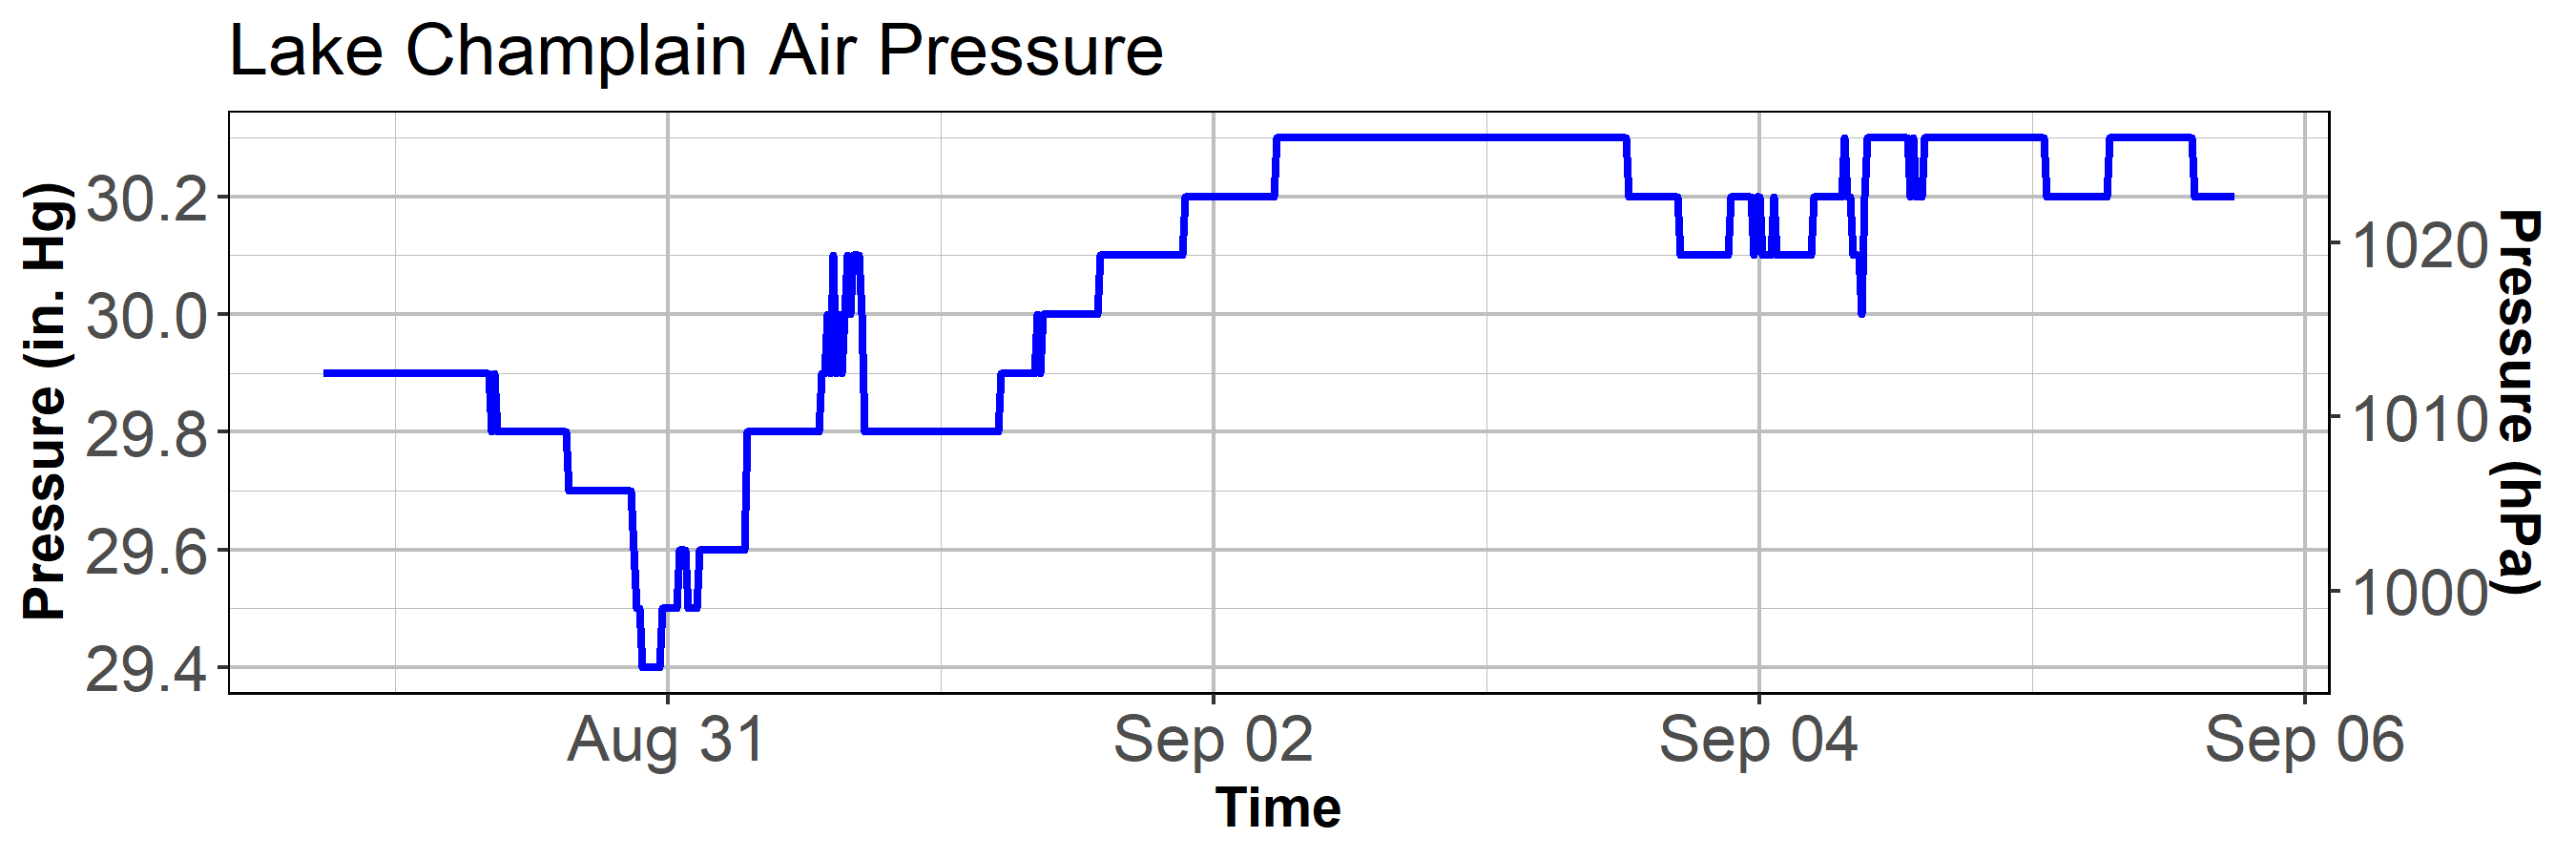 Lake Champlain Air Pressure
Pressure (in. Hg)
30.2
30.0
29.8
29.6
29.4
1020
1010
1000
Pressure (hPa)
Aug 31
Sep 02
Sep 04
Sep 06
Time